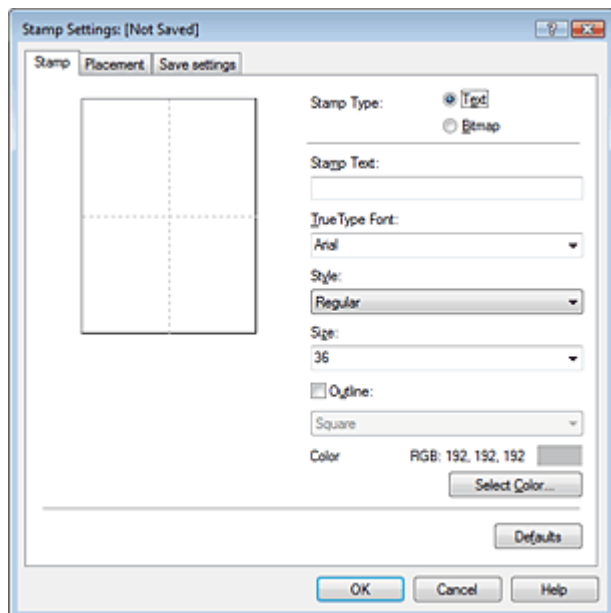 Stamp Settings: [Not Saved]
Stamp Placement Save settings
Stamp Type: Text
Bitmap
Stamp Text:
TrueType Font:
Arial
Style:
Regular
Size:
36
Outline:
Square
Color RGB: 192, 192, 192
Select Color...
Defaults
OK Cancel Help